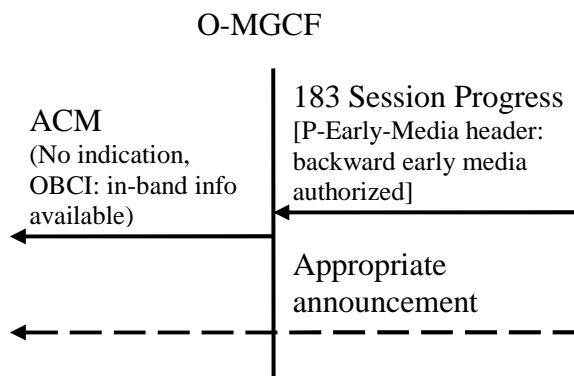 O-MGCF
ACM
(No indication,
OBCI: in-band info
available)
183 Session Progress
[P-Early-Media header:
backward early media
authorized]
Appropriate
announcement